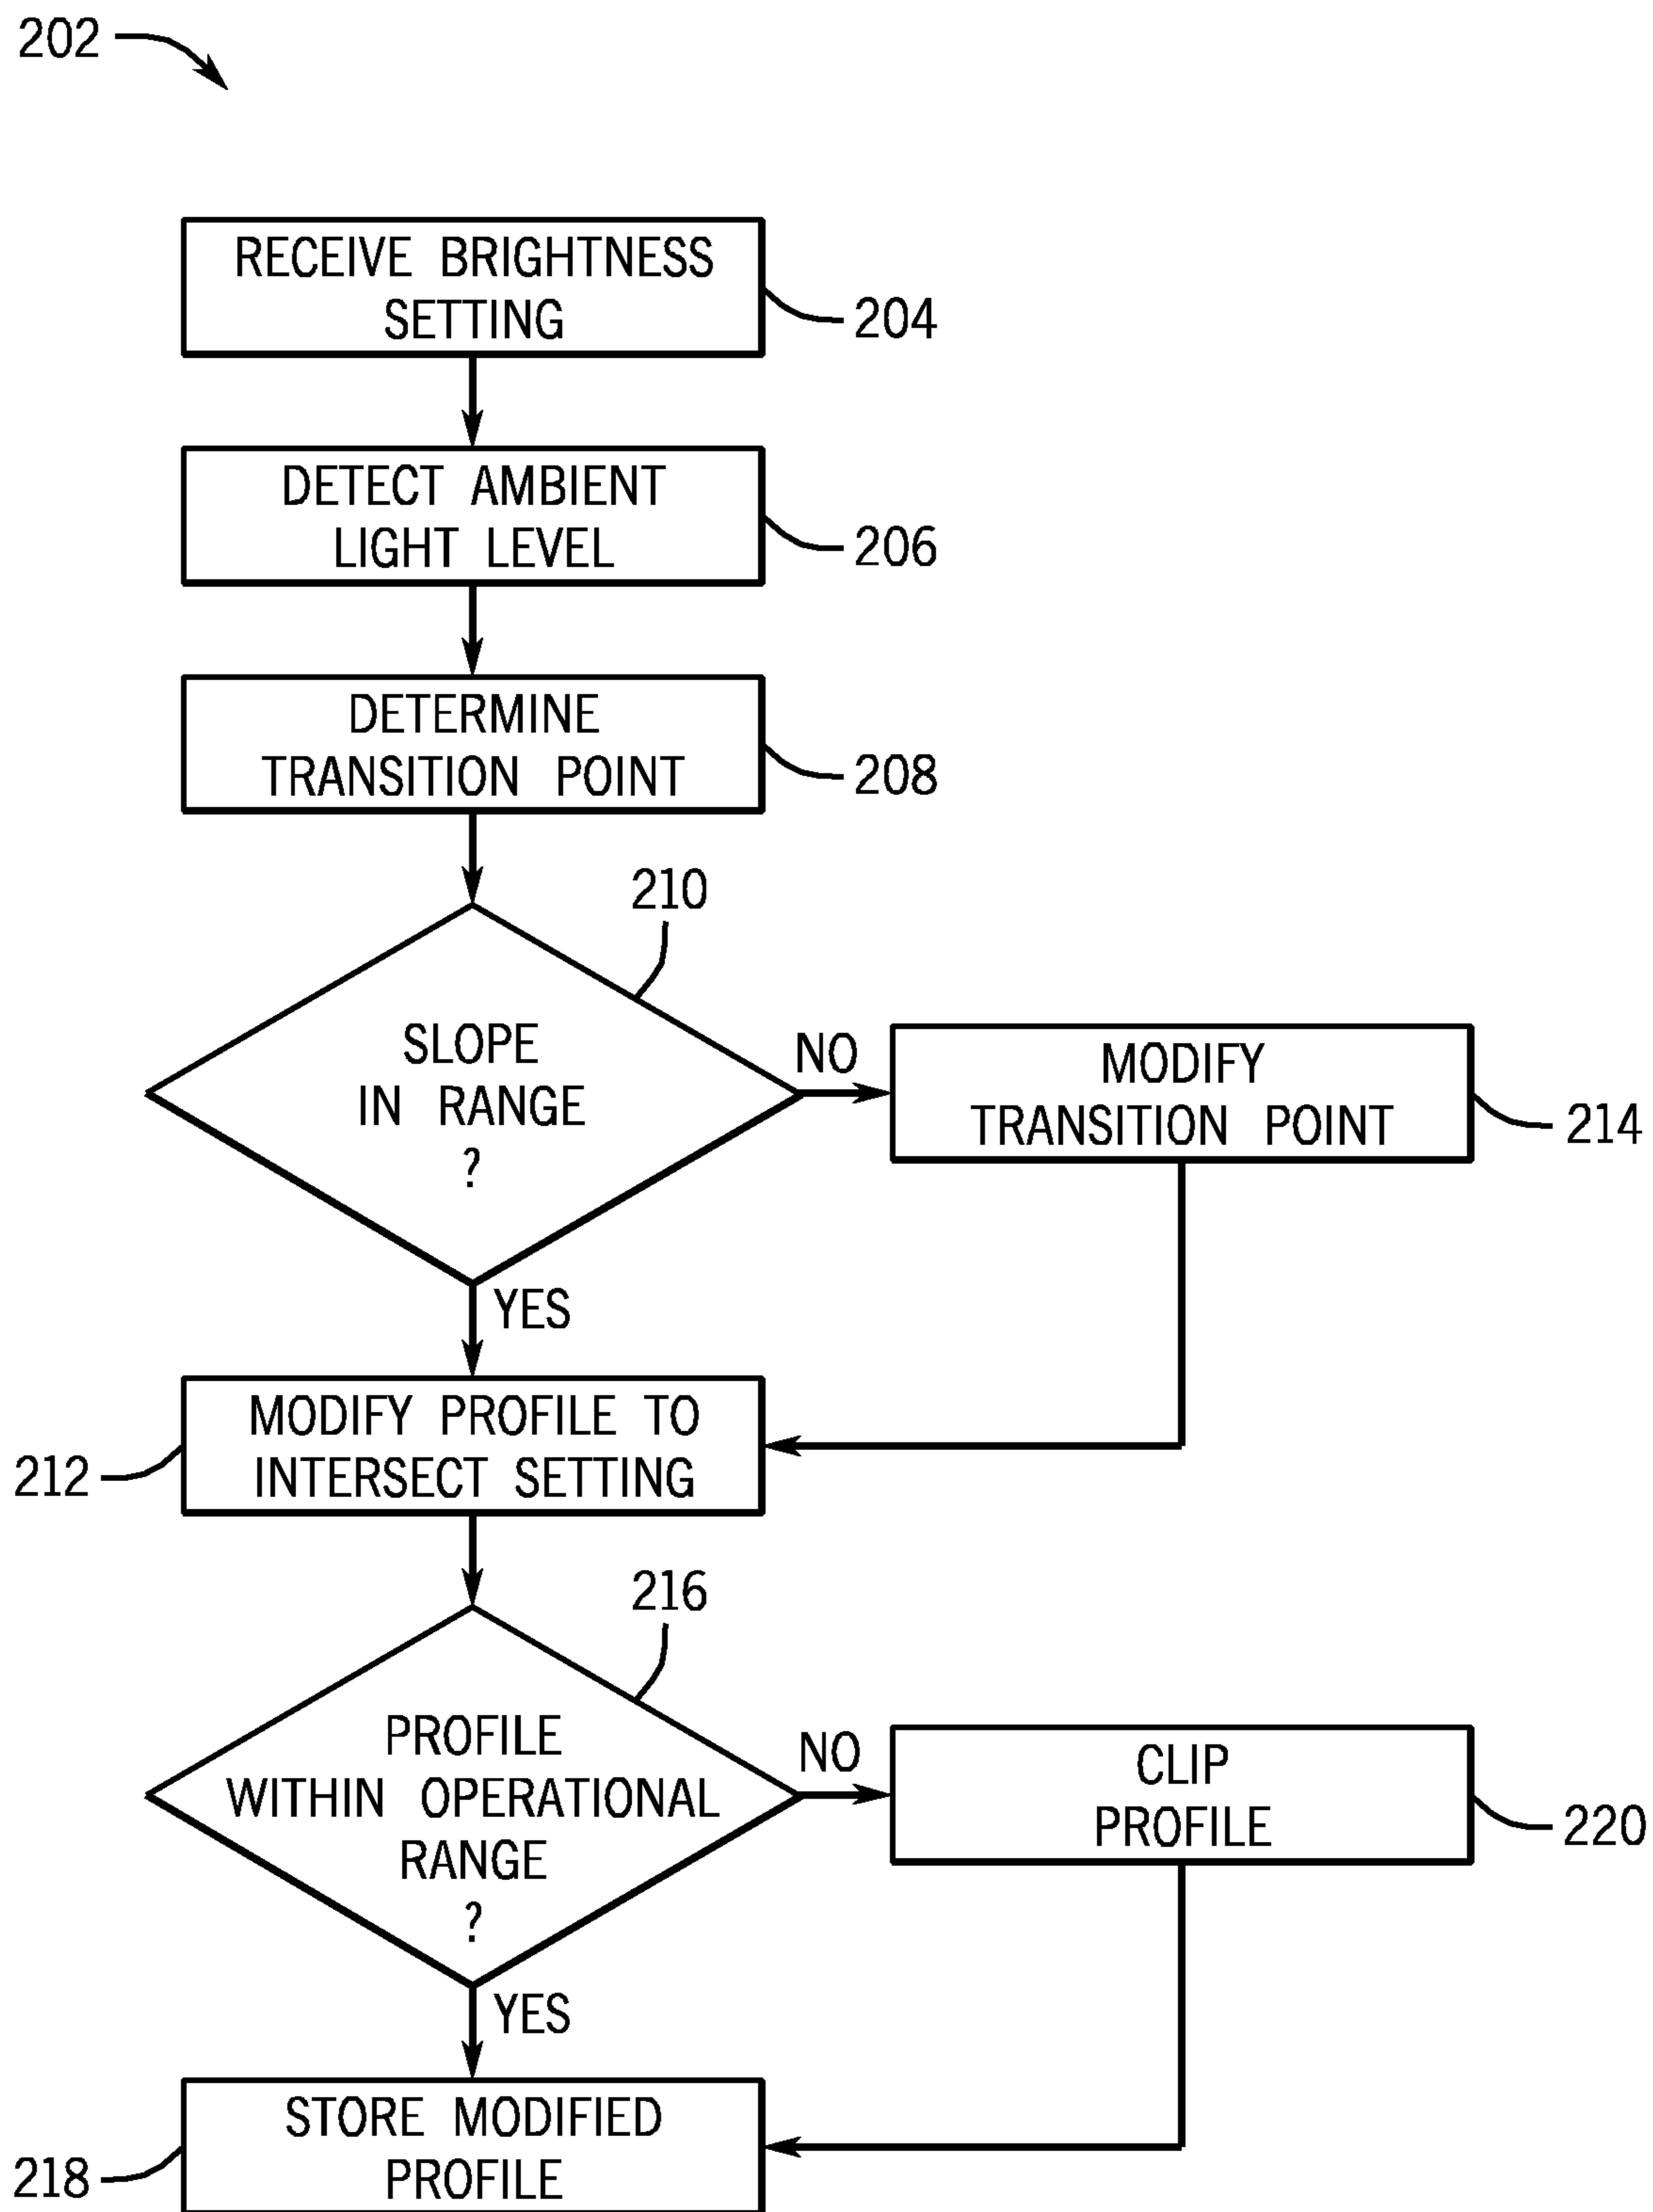 202
RECEIVE BRIGHTNESS
SETTING
204
DETECT AMBIENT
LIGHT LEVEL
206
DETERMINE
TRANSITION POINT
208
210
SLOPE
IN RANGE
?
NO
MODIFY
TRANSITION POINT
214
YES
MODIFY PROFILE TO
INTERSECT SETTING
212
216
PROFILE
WITHIN OPERATIONAL
RANGE
?
NO
CLIP
PROFILE
220
YES
STORE MODIFIED
PROFILE
218